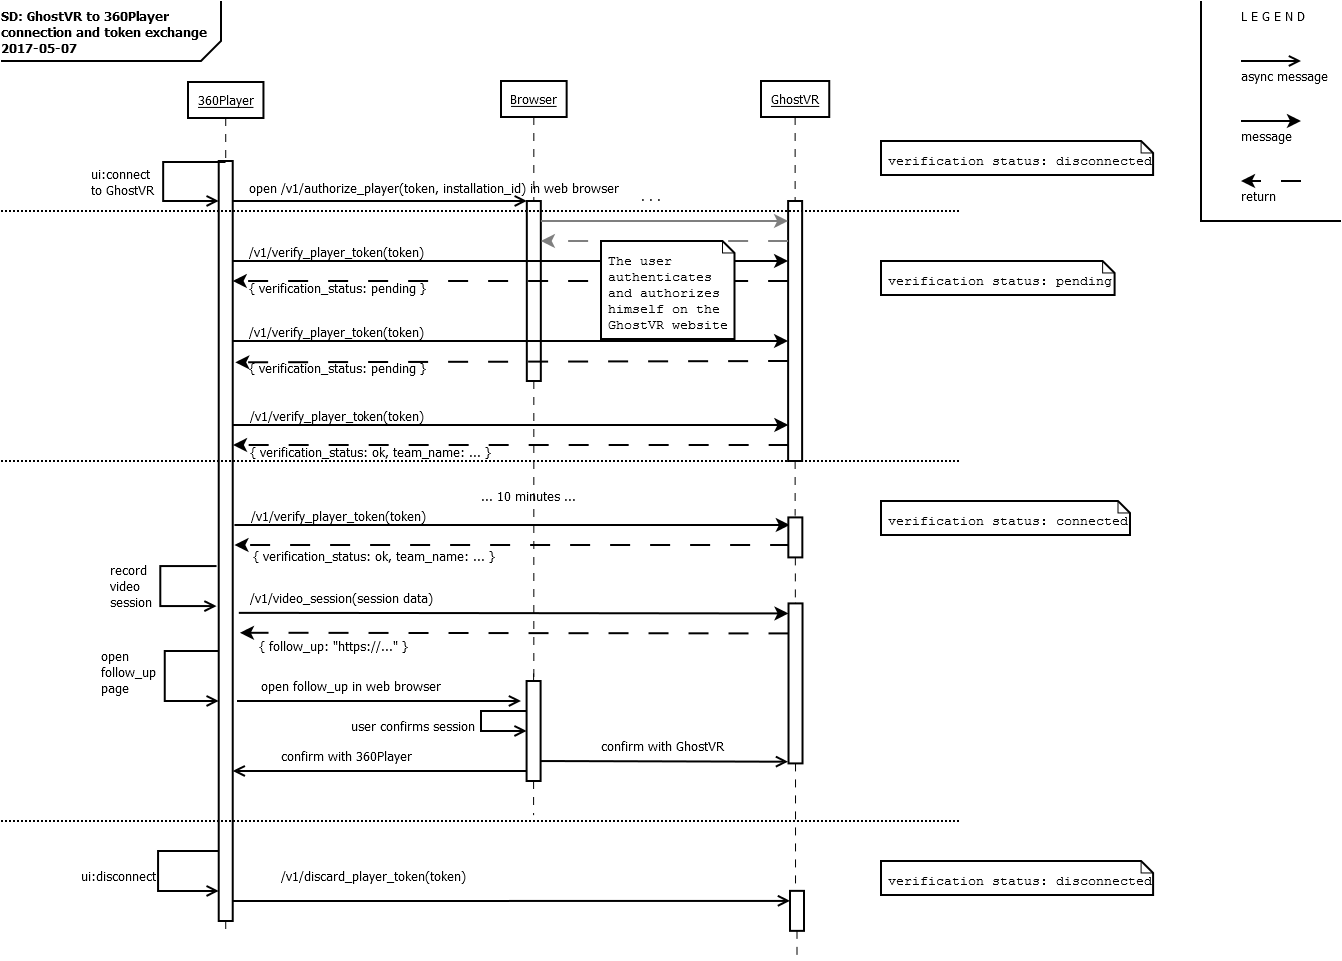 SD: GhostVR to 360Player
connection and token exchange
2017-05-07
L E G E N D
async message
message
return
360Player
Browser
GhostVR
verification status: disconnected
ui:connect
to GhostVR
open /v1/authorize_player(token, installation_id) in web browser
. . .
/v1/verify_player_token(token)
{ verification_status: pending }
The user
authenticates
and authorizes
himself on the
GhostVR website
verification status: pending
/v1/verify_player_token(token)
{ verification_status: pending }
/v1/verify_player_token(token)
{ verification_status: ok, team_name: ... }
... 10 minutes ...
/v1/verify_player_token(token)
{ verification_status: ok, team_name: ... }
verification status: connected
record
video
session
/v1/video_session(session data)
{ follow_up: "https://..." }
open
follow_up
page
open follow_up in web browser
user confirms session
confirm with GhostVR
confirm with 360Player
ui:disconnect
/v1/discard_player_token(token)
verification status: disconnected